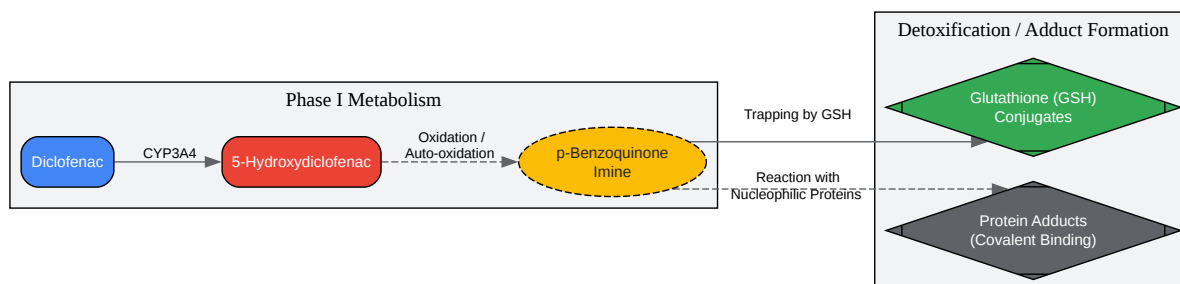 Detoxification / Adduct Formation
Phase I Metabolism
Diclofenac
CYP3A4
5-Hydroxydiclofenac
Oxidation /
Auto-oxidation
p-Benzoquinone
Imine
Trapping by GSH
Glutathione (GSH)
Conjugates
Reaction with
Nucleophilic Proteins
Protein Adducts
(Covalent Binding)